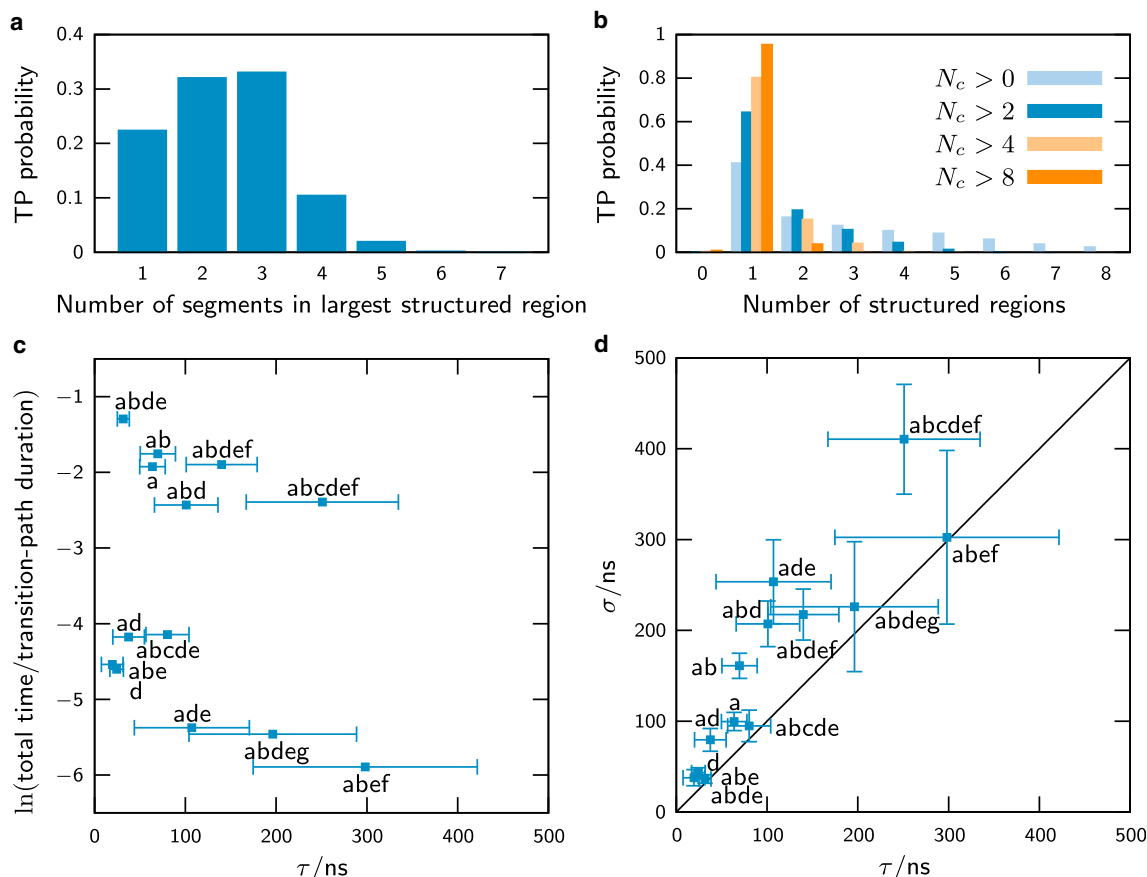 a
0.4
0.3
0.2
0.1
0
TP probability
1 2 3 4 5 6 7
Number of segments in largest structured region
b
1
0.8
0.6
0.4
0.2
0
TP probability
N_c > 0
N_c > 2
N_c > 4
N_c > 8
0 1 2 3 4 5 6 7 8
Number of structured regions
c
−1
−2
−3
−4
−5
−6
ln(total time/transition-path duration)
abde
ab
abdef
a
abd
abcdef
ad
abcde
abe
d
ade
abdeg
abef
0 100 200 300 400 500
τ/ns
d
500
400
300
200
100
0
σ/ns
abcdef
abef
ade
abd
abdeg
abdef
ab
a
ad
abcde
d
abe
abde
0 100 200 300 400 500
τ/ns